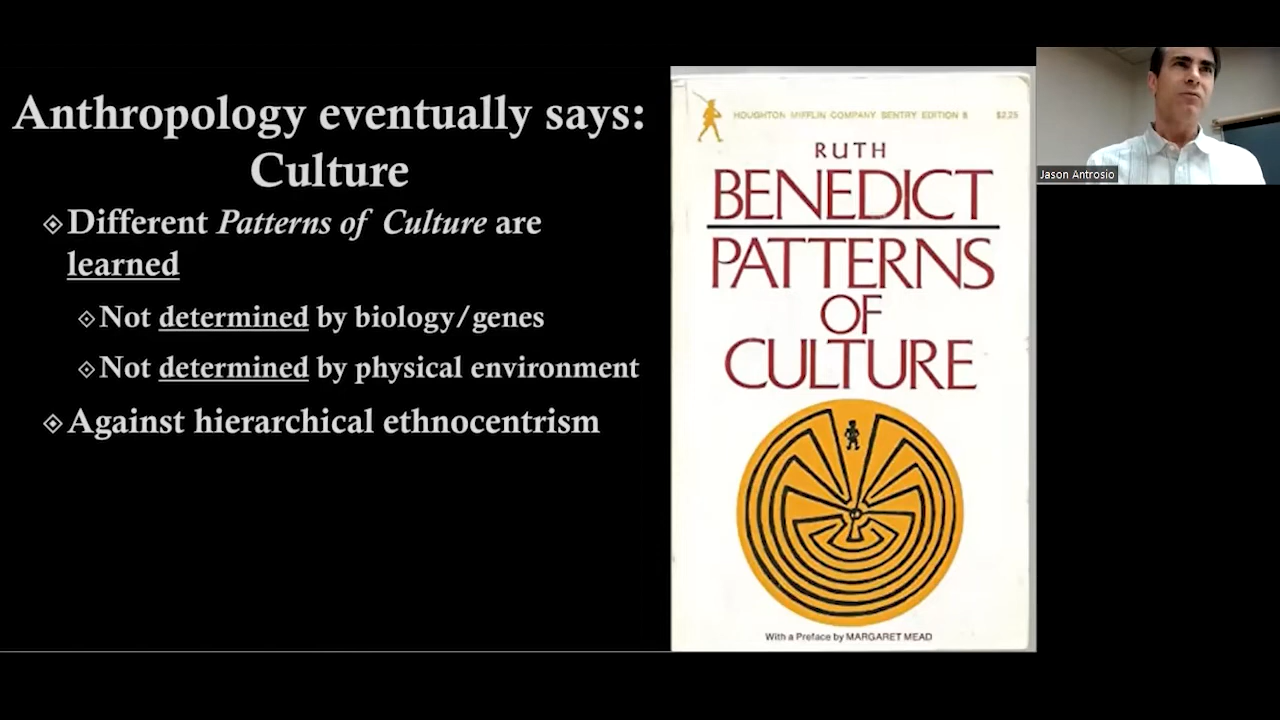 Anthropology eventually says:
Culture
Different Patterns of Culture are
learned
Not determined by biology/genes
Not determined by physical environment
Against hierarchical ethnocentrism
HOUGHTON MIFFLIN COMPANY SENTRY EDITION 8 $2.25
RUTH
BENEDICT
PATTERNS
OF
CULTURE
With a Preface by MARGARET MEAD
Jason Antrosio